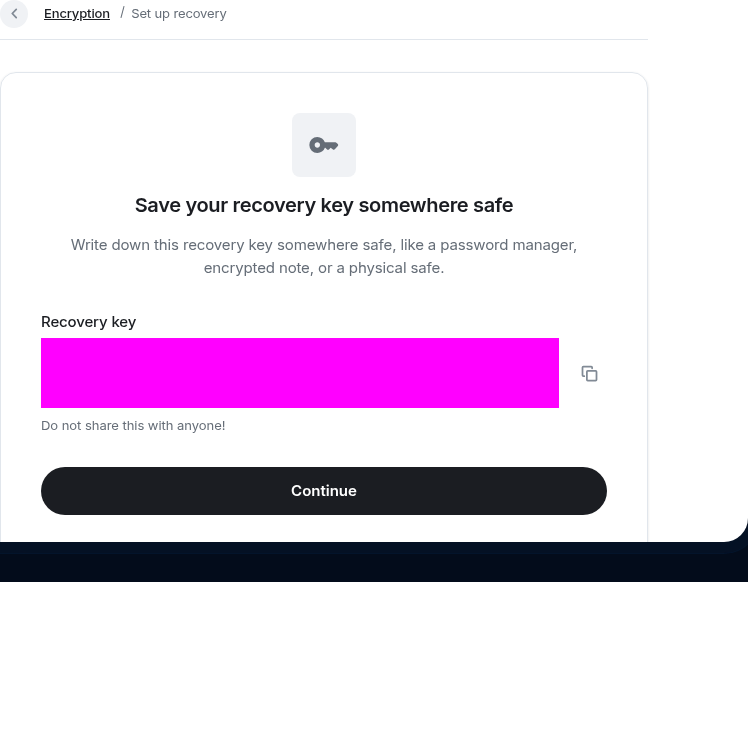 Encryption / Set up recovery
Save your recovery key somewhere safe
Write down this recovery key somewhere safe, like a password manager,
encrypted note, or a physical safe.
Recovery key
Do not share this with anyone!
Continue